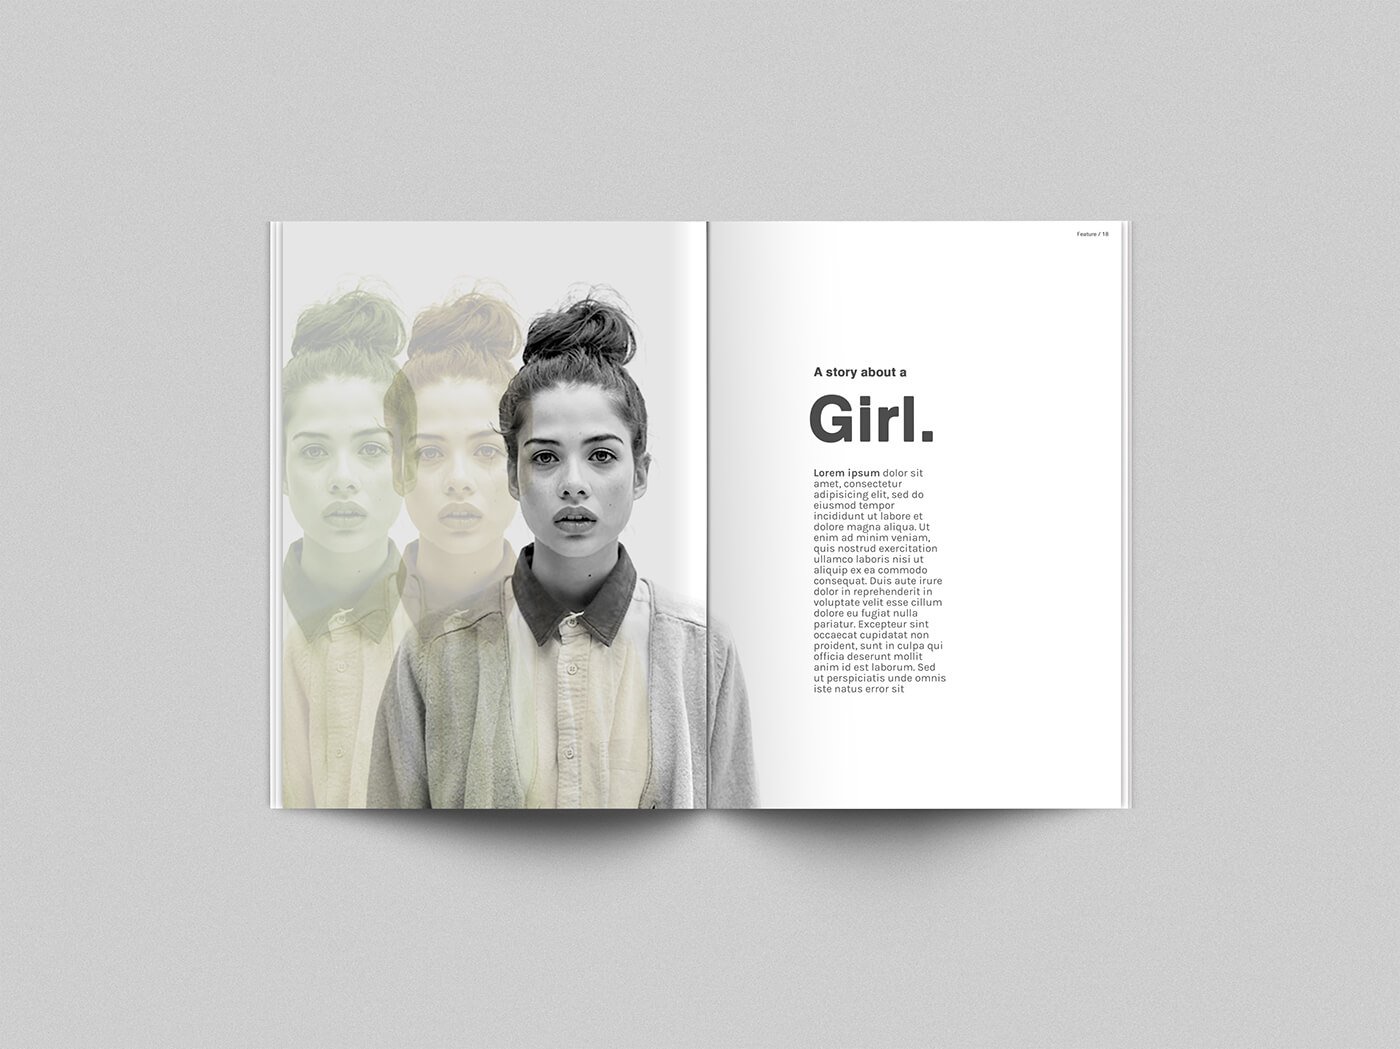 Feature / 18
A story about a
Girl.
Lorem ipsum dolor sit
amet, consectetur
adipisicing elit, sed do
eiusmod tempor
incididunt ut labore et
dolore magna aliqua. Ut
enim ad minim veniam,
quis nostrud exercitation
ullamco laboris nisi ut
aliquip ex ea commodo
consequat. Duis aute irure
dolor in reprehenderit in
voluptate velit esse cillum
dolore eu fugiat nulla
pariatur. Excepteur sint
occaecat cupidatat non
proident, sunt in culpa qui
officia deserunt mollit
anim id est laborum. Sed
ut perspiciatis unde omnis
iste natus error sit